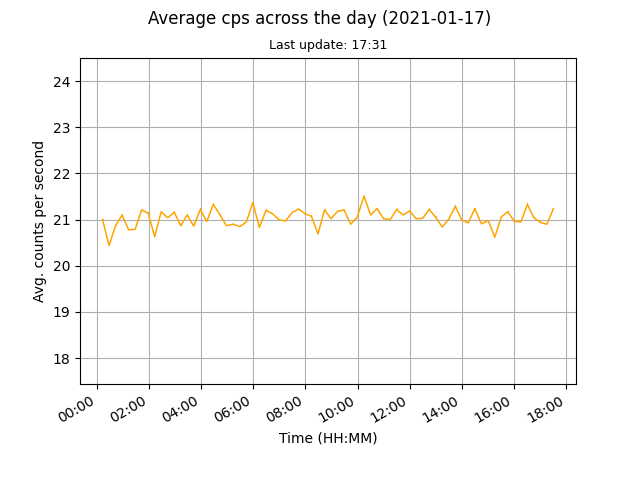 Average cps across the day (2021-01-17)
Last update: 17:31
24
23
22
21
20
19
18
Avg. counts per second
00:00 02:00 04:00 06:00 08:00 10:00 12:00 14:00 16:00 18:00
Time (HH:MM)